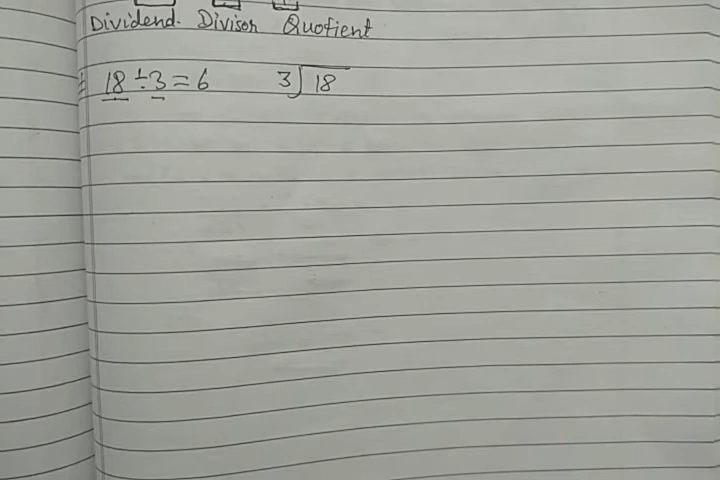 Dividend. Divisor Quotient
18 ÷ 3 = 6 3)18